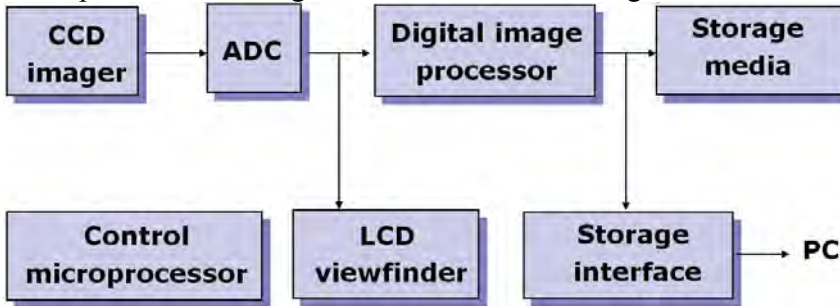 CCD
imager
ADC
Digital image
processor
Storage
media
Control
microprocessor
LCD
viewfinder
Storage
interface
PC